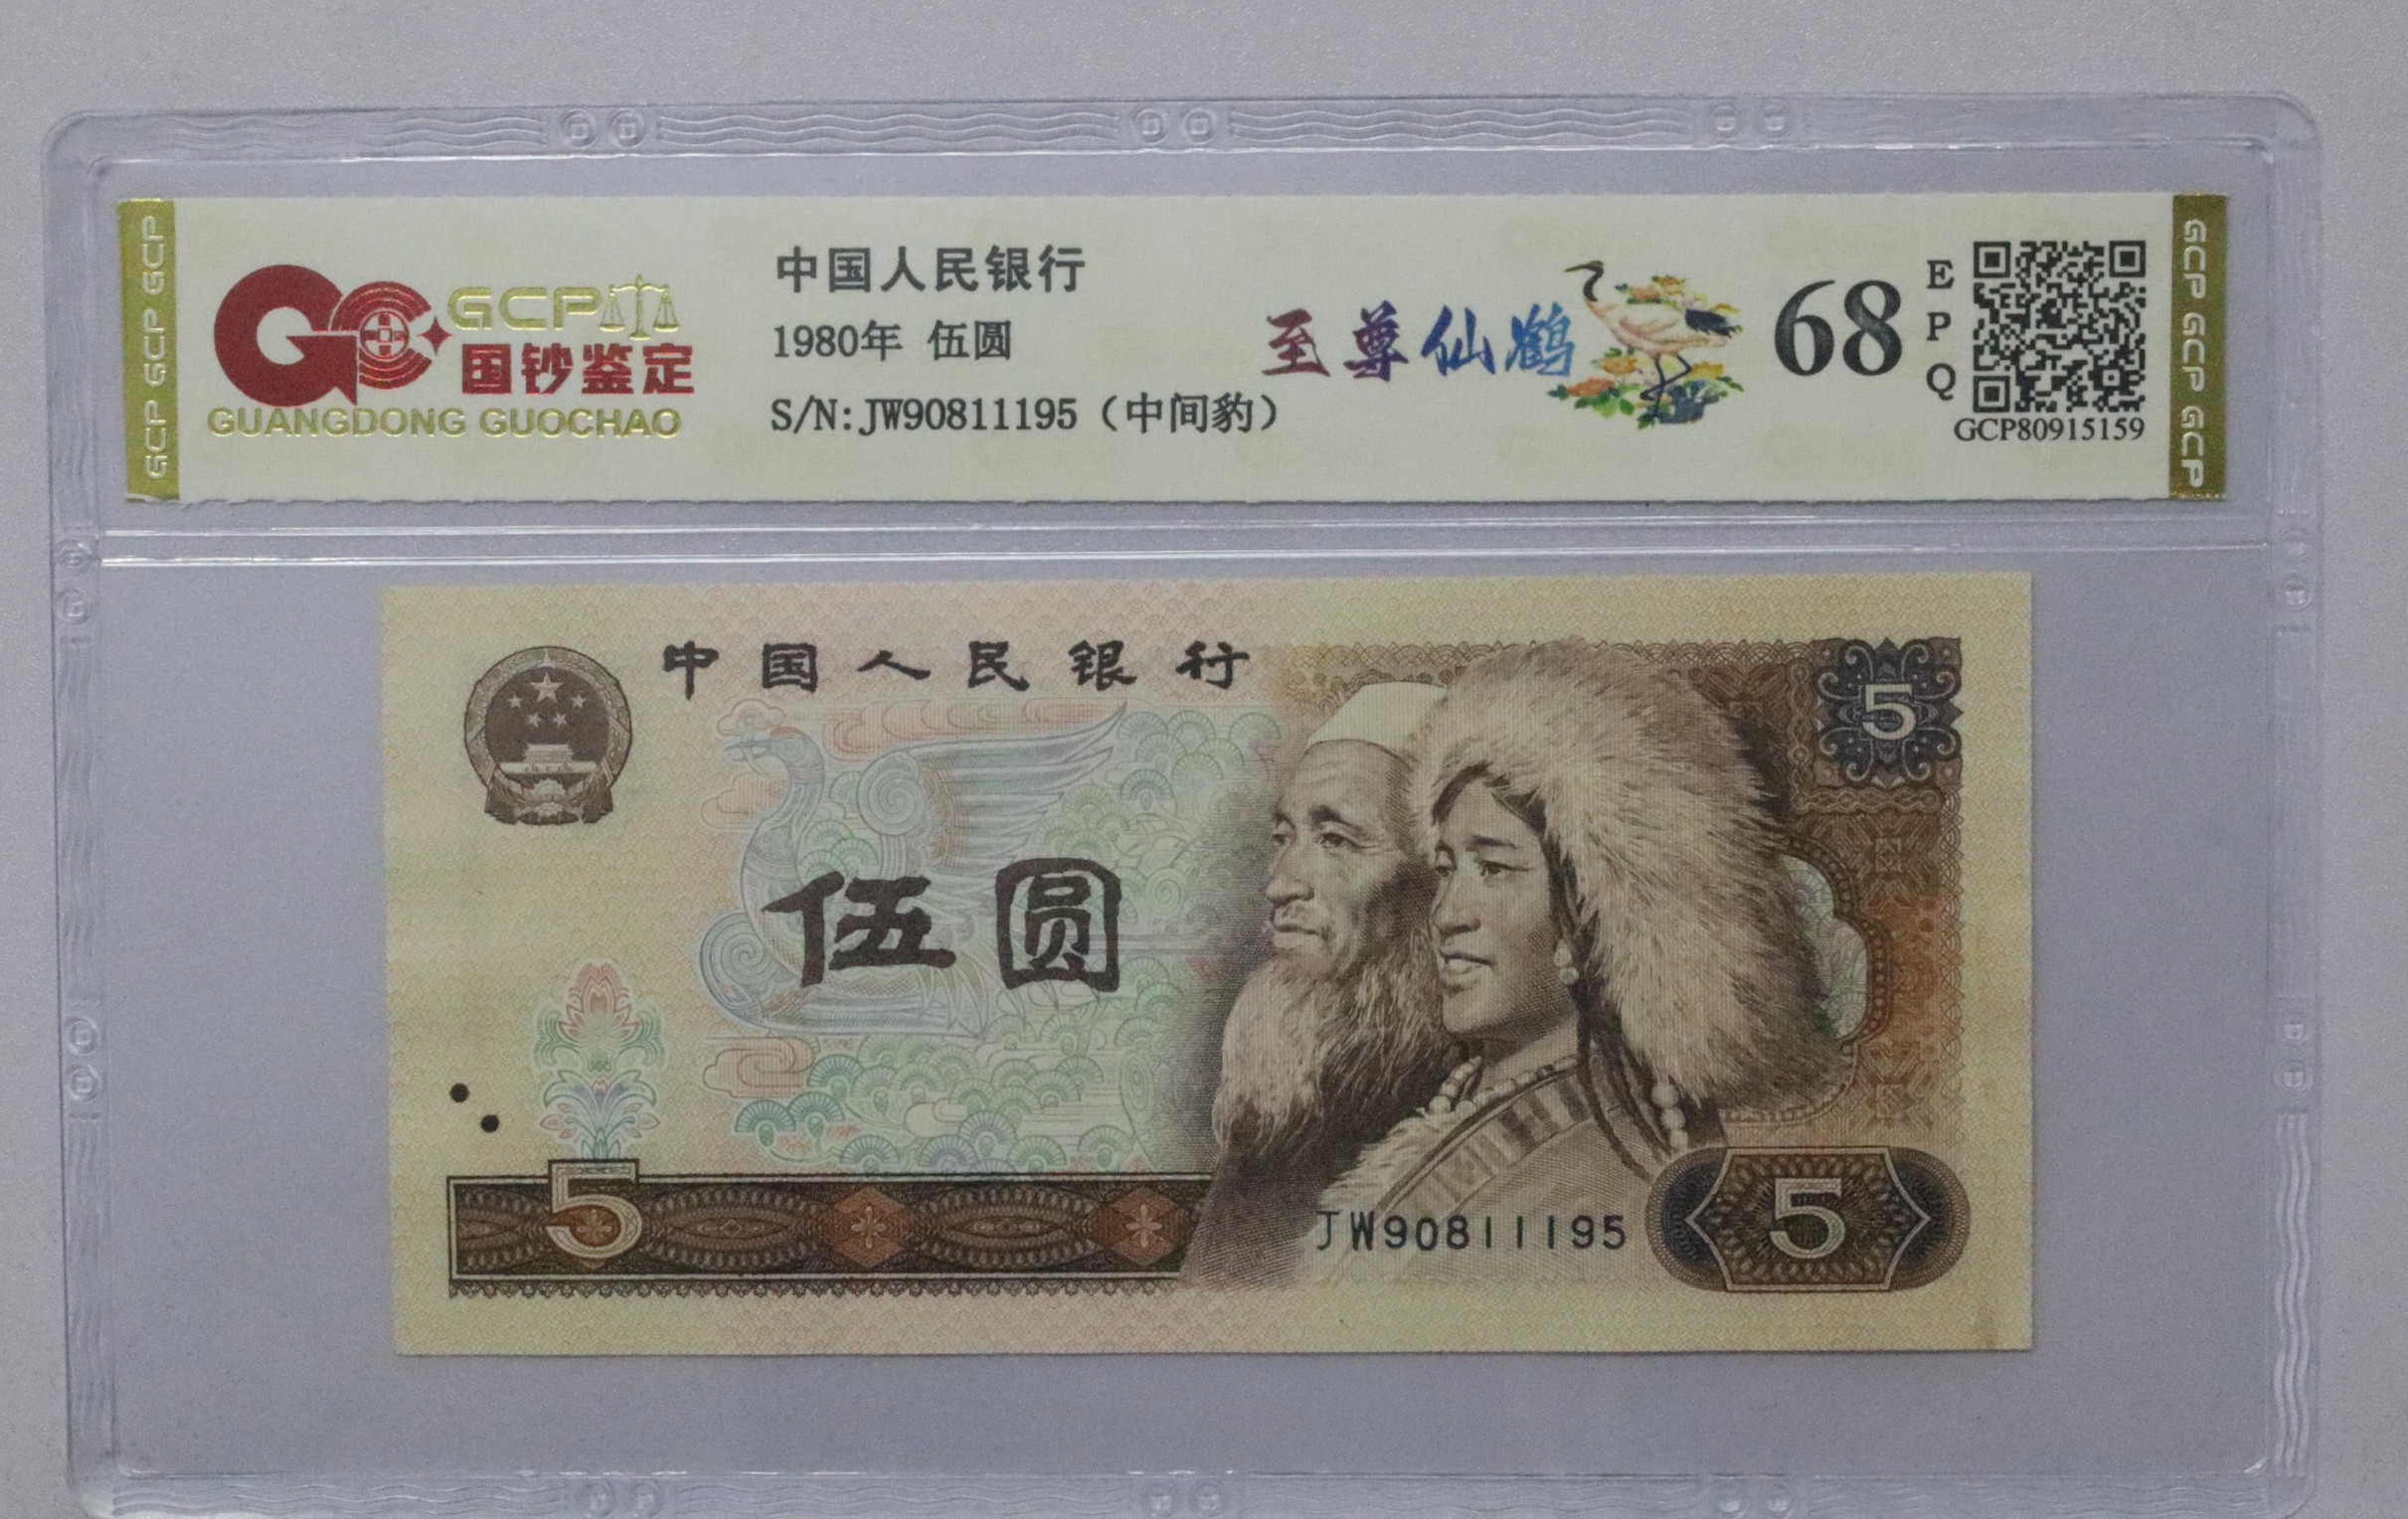 GCP GCP GCP
GCP
国钞鉴定
GUANGDONG GUOCHAO
中国人民银行
1980年 伍圆
S/N:JW90811195（中间豹）
至尊仙鹤
68
EPQ
GCP80915159
GCP GCP GCP
中国人民银行
5
伍圆
5
JW90811195
5